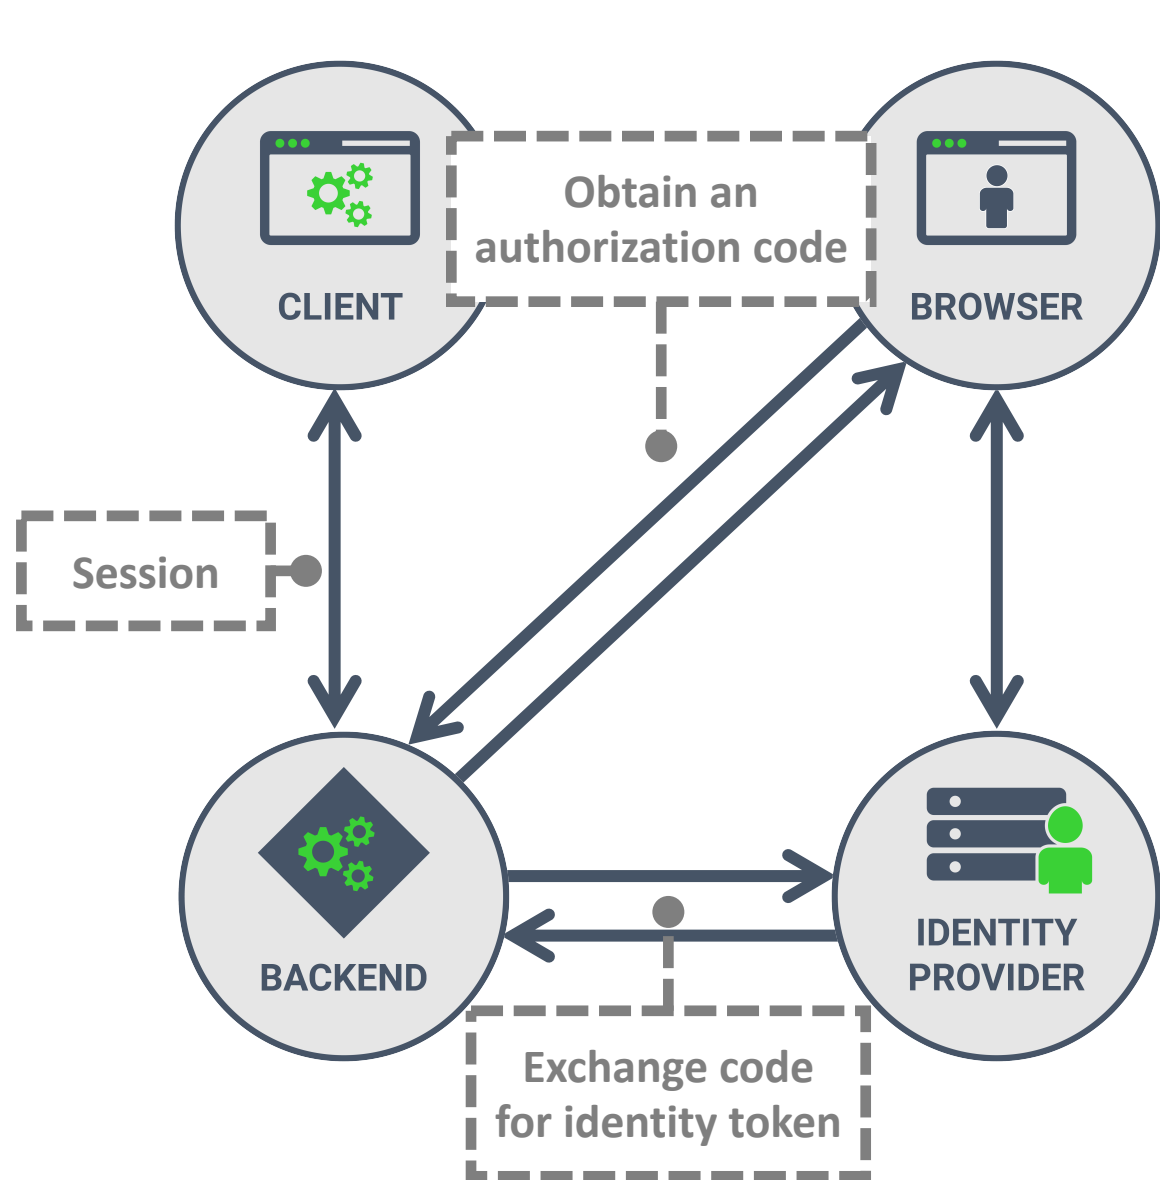 Obtain an
authorization code
CLIENT
BROWSER
Session
BACKEND
IDENTITY
PROVIDER
Exchange code
for identity token